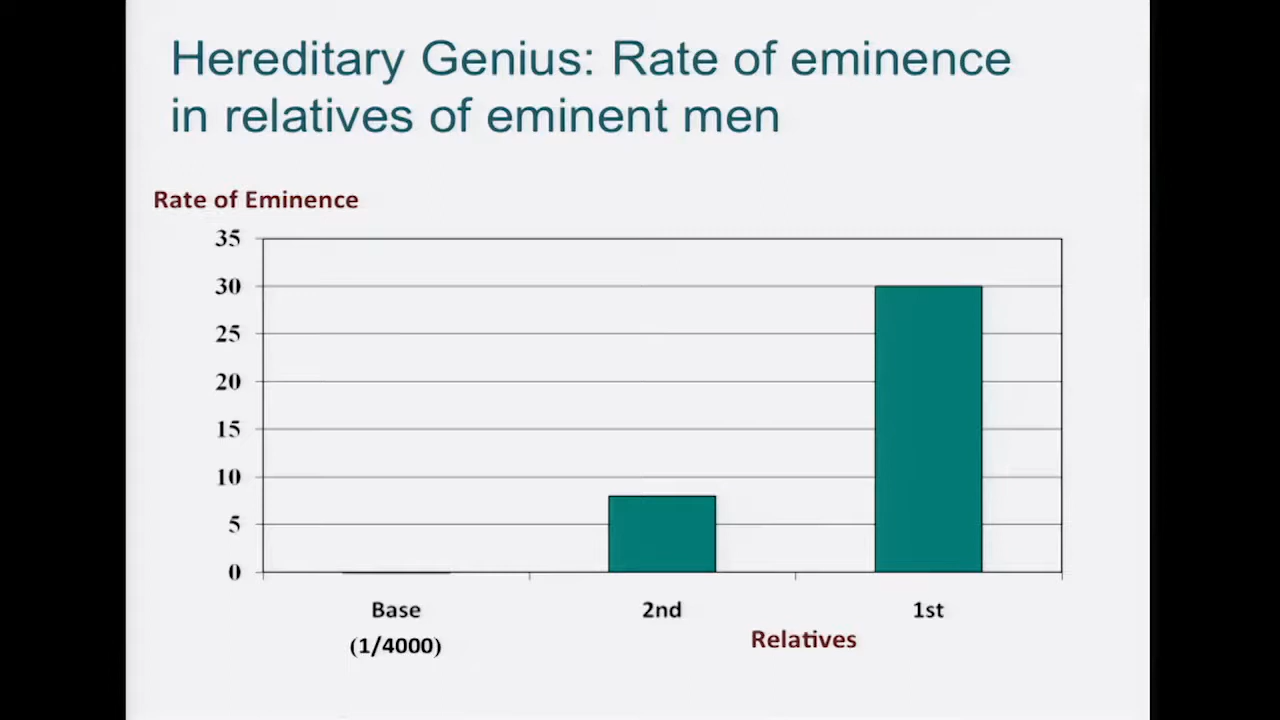 Hereditary Genius: Rate of eminence
in relatives of eminent men
Rate of Eminence
35
30
25
20
15
10
5
0
Base
(1/4000)
2nd
1st
Relatives